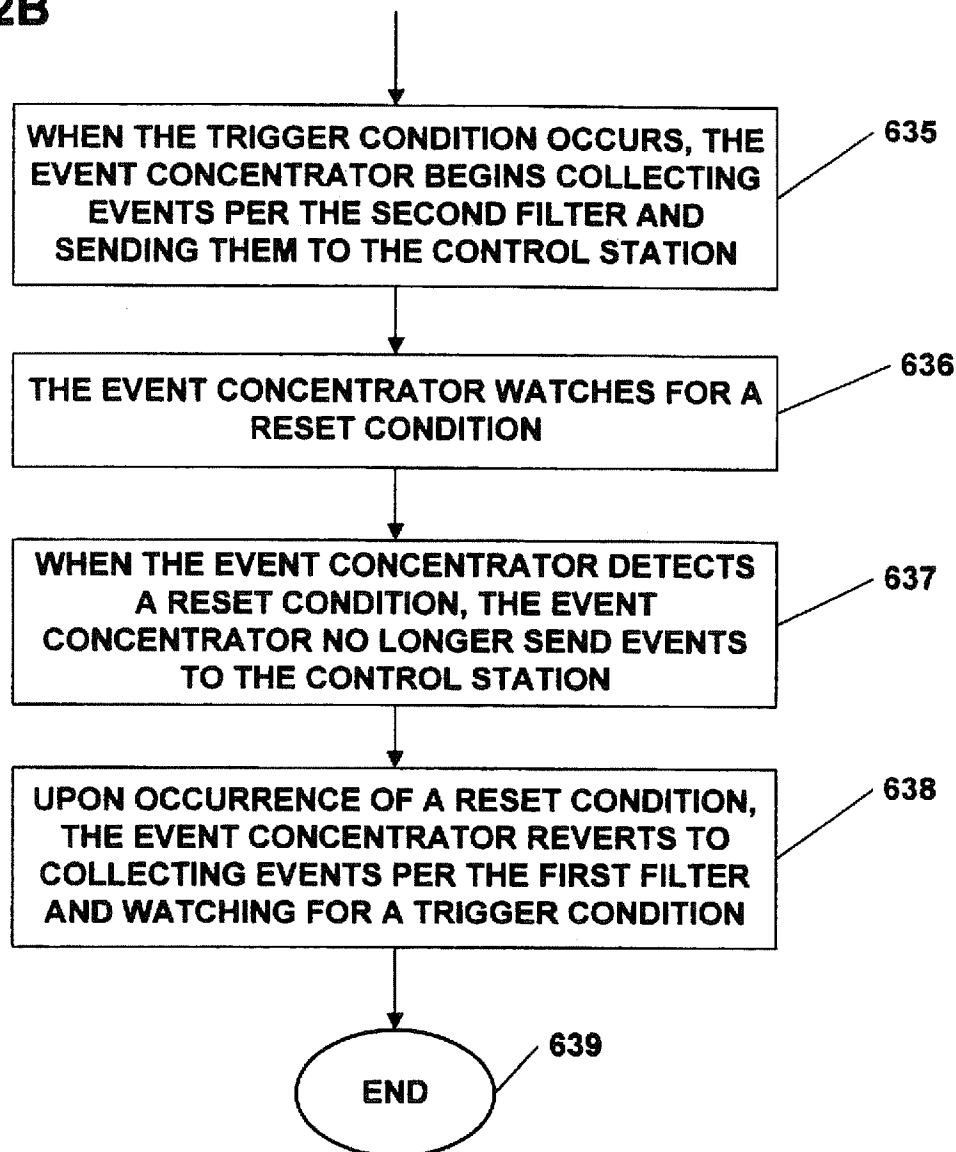 2B
WHEN THE TRIGGER CONDITION OCCURS, THE
EVENT CONCENTRATOR BEGINS COLLECTING
EVENTS PER THE SECOND FILTER AND
SENDING THEM TO THE CONTROL STATION
635
THE EVENT CONCENTRATOR WATCHES FOR A
RESET CONDITION
636
WHEN THE EVENT CONCENTRATOR DETECTS
A RESET CONDITION, THE EVENT
CONCENTRATOR NO LONGER SEND EVENTS
TO THE CONTROL STATION
637
UPON OCCURRENCE OF A RESET CONDITION,
THE EVENT CONCENTRATOR REVERTS TO
COLLECTING EVENTS PER THE FIRST FILTER
AND WATCHING FOR A TRIGGER CONDITION
638
END
639